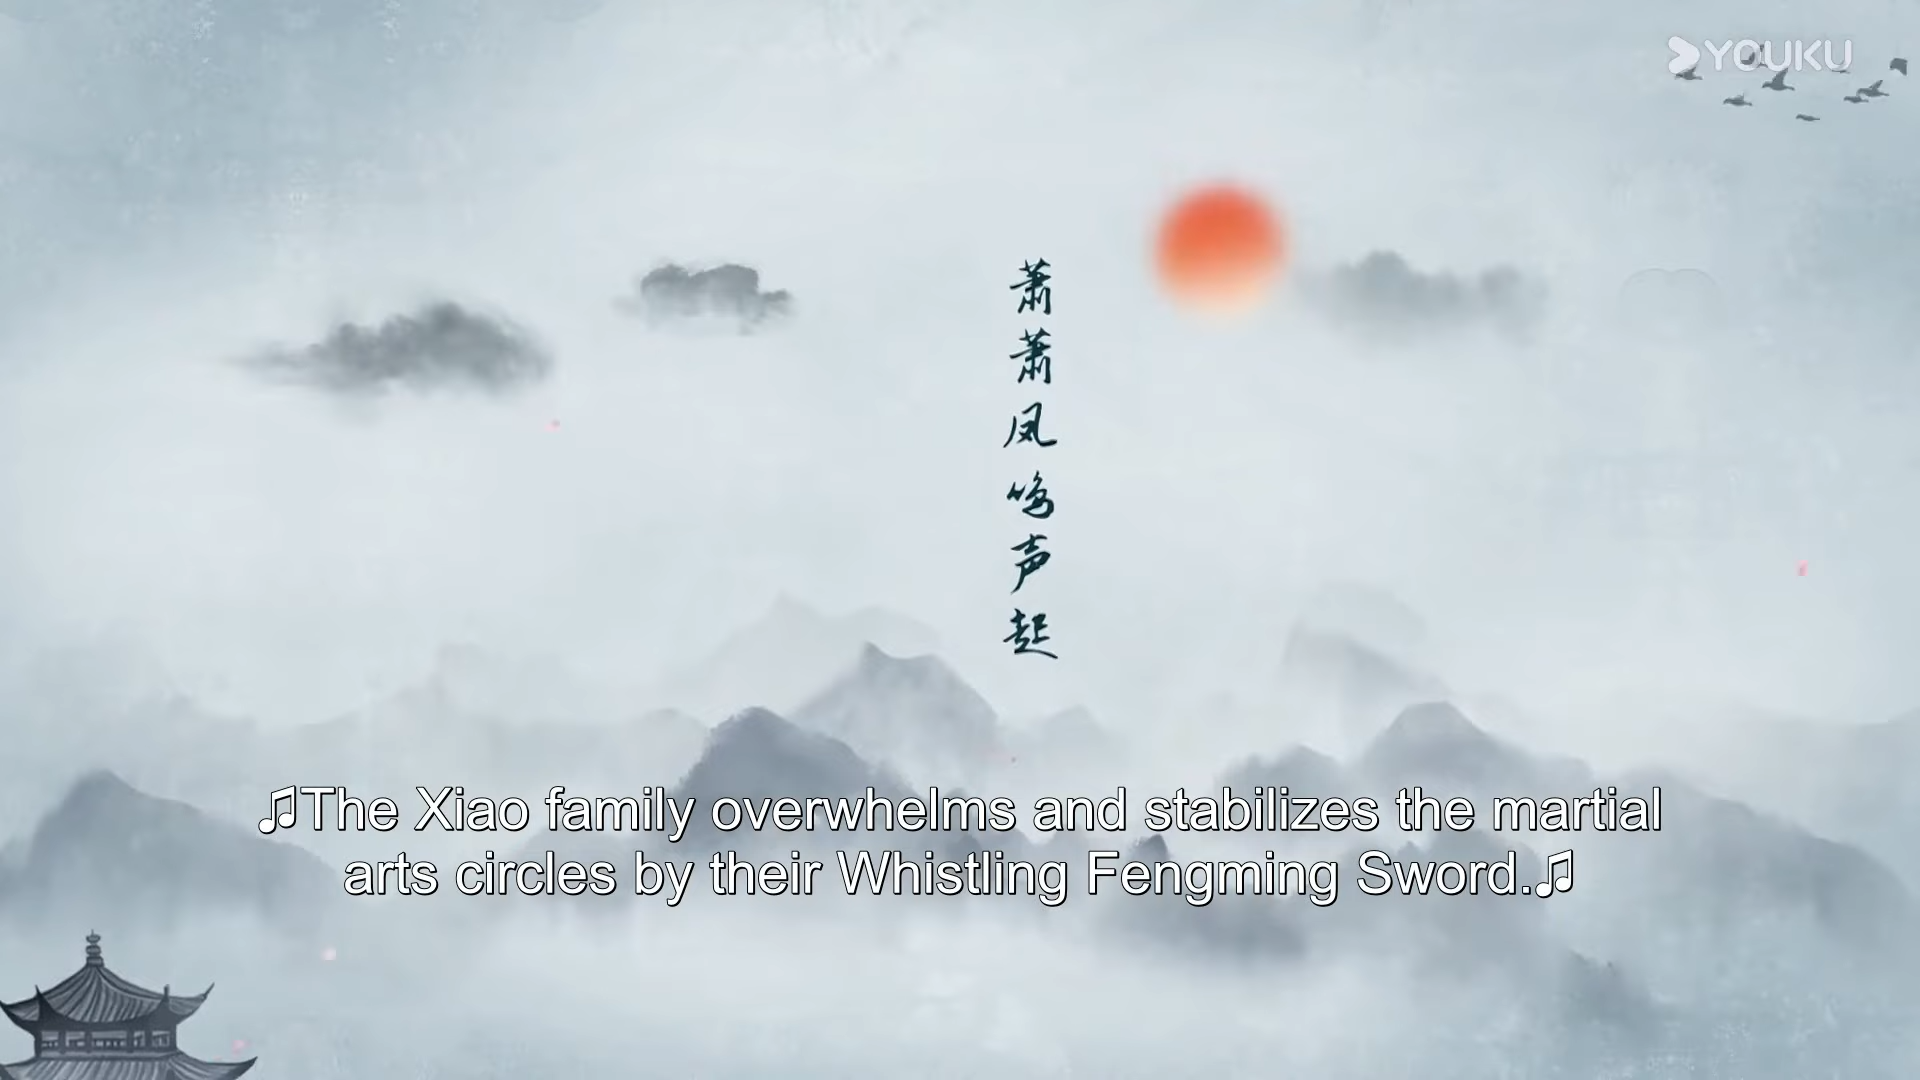 YOUKU
萧萧凤鸣声起
♫The Xiao family overwhelms and stabilizes the martial
arts circles by their Whistling Fengming Sword.♫